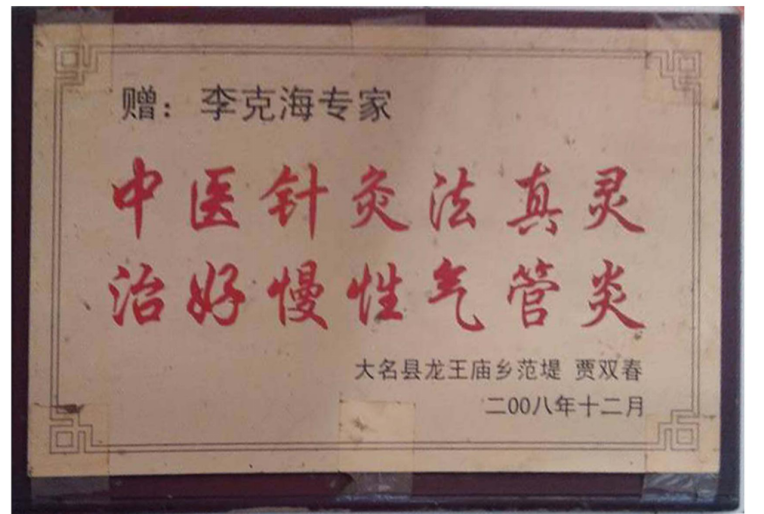 赠：李克海专家
中医针灸法真灵
治好慢性气管炎
大名县龙王庙乡范堤 贾双春
二00八年十二月